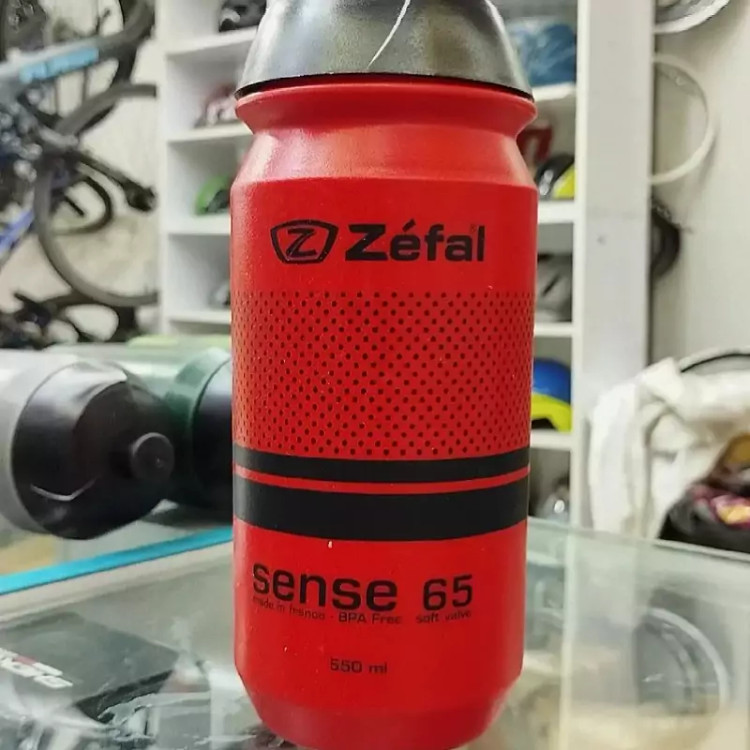 Zéfal®
sense 65
made in france - BPA Free soft valve
550 ml